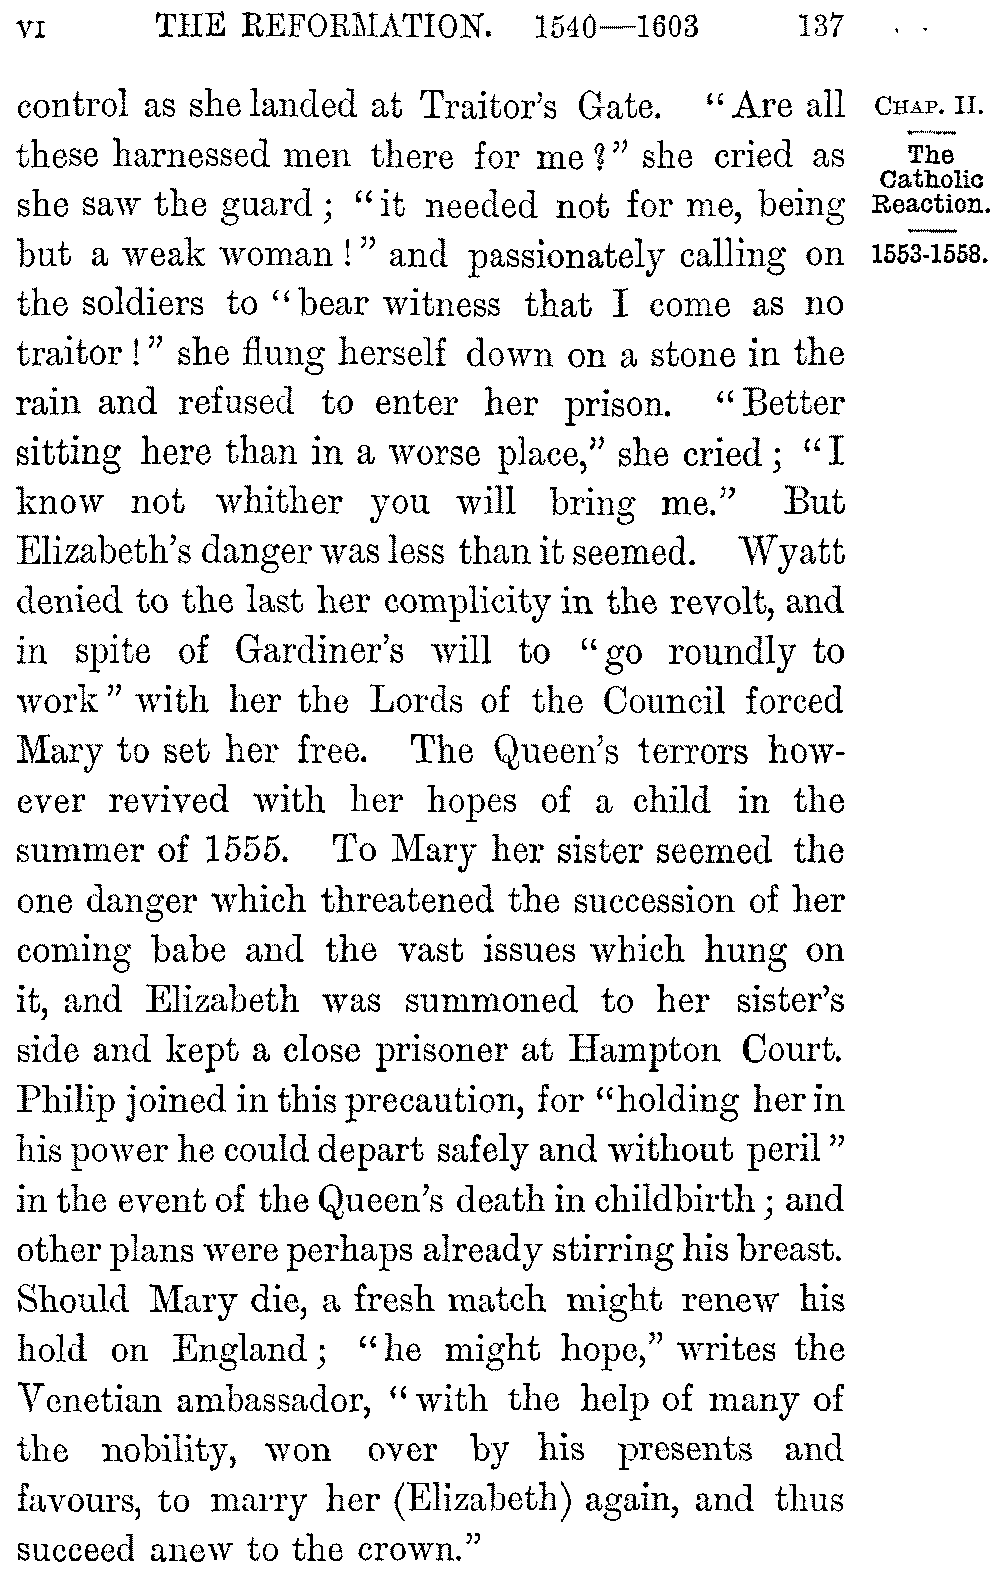 VI THE REFORMATION. 1540—1603 137
control as she landed at Traitor's Gate. "Are all
these harnessed men there for me?" she cried as
she saw the guard; "it needed not for me, being
but a weak woman!" and passionately calling on
the soldiers to "bear witness that I come as no
traitor!" she flung herself down on a stone in the
rain and refused to enter her prison. "Better
sitting here than in a worse place," she cried; "I
know not whither you will bring me." But
Elizabeth's danger was less than it seemed. Wyatt
denied to the last her complicity in the revolt, and
in spite of Gardiner's will to "go roundly to
work" with her the Lords of the Council forced
Mary to set her free. The Queen's terrors how-
ever revived with her hopes of a child in the
summer of 1555. To Mary her sister seemed the
one danger which threatened the succession of her
coming babe and the vast issues which hung on
it, and Elizabeth was summoned to her sister's
side and kept a close prisoner at Hampton Court.
Philip joined in this precaution, for "holding her in
his power he could depart safely and without peril"
in the event of the Queen's death in childbirth; and
other plans were perhaps already stirring his breast.
Should Mary die, a fresh match might renew his
hold on England; "he might hope," writes the
Venetian ambassador, "with the help of many of
the nobility, won over by his presents and
favours, to marry her (Elizabeth) again, and thus
succeed anew to the crown."
CHAP. II.
The
Catholic
Reaction.
1553-1558.